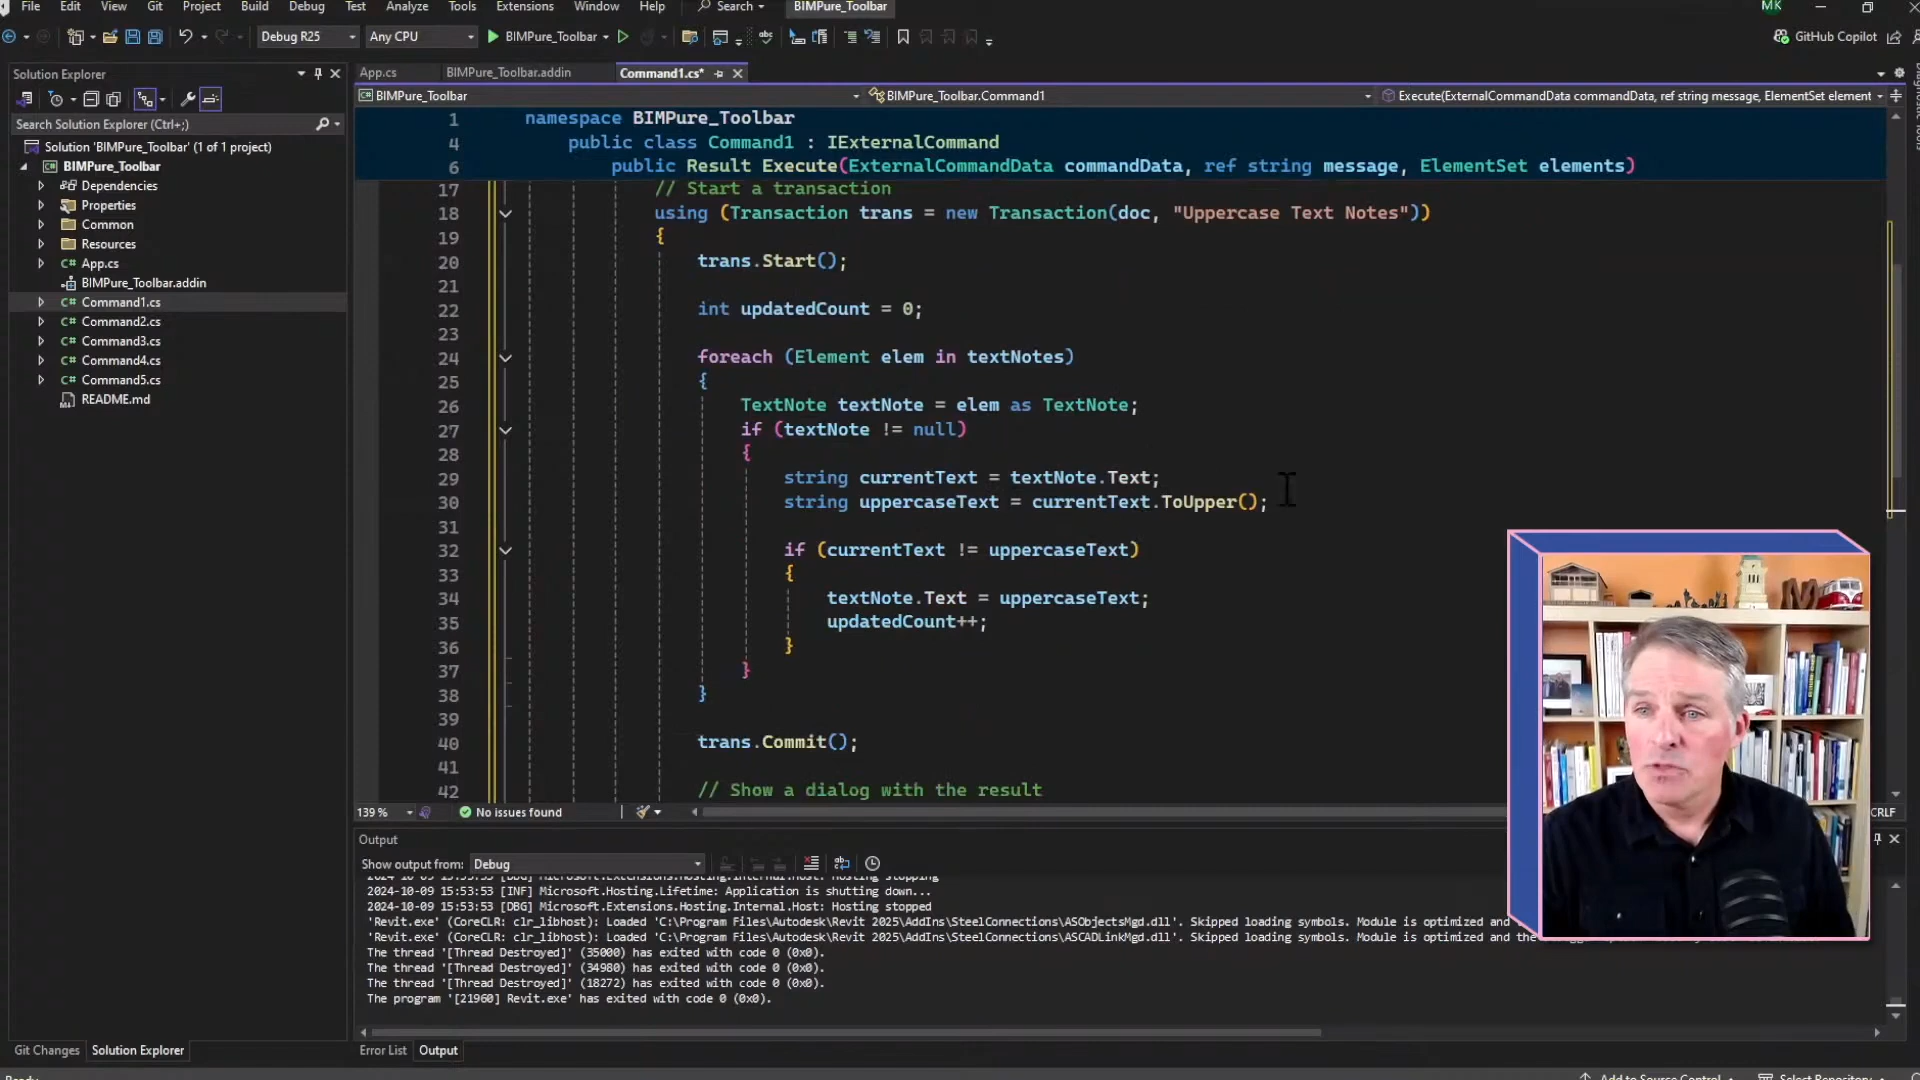 File Edit View Git Project Build Debug Test Analyze Tools Extensions Window Help Search BIMPure_Toolbar MK
Debug R25 Any CPU BIMPure_Toolbar GitHub Copilot
Solution Explorer
App.cs BIMPure_Toolbar.addin Command1.cs*
BIMPure_Toolbar BIMPure_Toolbar.Command1 Execute(ExternalCommandData commandData, ref string message, ElementSet element
Search Solution Explorer (Ctrl+;)
Solution 'BIMPure_Toolbar' (1 of 1 project)
BIMPure_Toolbar
Dependencies
Properties
Common
Resources
C# App.cs
BIMPure_Toolbar.addin
C# Command1.cs
C# Command2.cs
C# Command3.cs
C# Command4.cs
C# Command5.cs
README.md
1 namespace BIMPure_Toolbar
4 public class Command1 : IExternalCommand
6 public Result Execute(ExternalCommandData commandData, ref string message, ElementSet elements)
17 // Start a transaction
18 using (Transaction trans = new Transaction(doc, "Uppercase Text Notes"))
19 {
20 trans.Start();
21
22 int updatedCount = 0;
23
24 foreach (Element elem in textNotes)
25 {
26 TextNote textNote = elem as TextNote;
27 if (textNote != null)
28 {
29 string currentText = textNote.Text;
30 string uppercaseText = currentText.ToUpper();
31
32 if (currentText != uppercaseText)
33 {
34 textNote.Text = uppercaseText;
35 updatedCount++;
36 }
37 }
38 }
39
40 trans.Commit();
41
42 // Show a dialog with the result
139 % No issues found CRLF
Output
Show output from: Debug
2024-10-09 15:53:53 [DBG] Microsoft.Extensions.Hosting.Internal.Host: Hosting stopping
2024-10-09 15:53:53 [INF] Microsoft.Hosting.Lifetime: Application is shutting down...
2024-10-09 15:53:53 [DBG] Microsoft.Extensions.Hosting.Internal.Host: Hosting stopped
'Revit.exe' (CoreCLR: clr_libhost): Loaded 'C:\Program Files\Autodesk\Revit 2025\AddIns\SteelConnections\ASObjectsMgd.dll'. Skipped loading symbols. Module is optimized and
'Revit.exe' (CoreCLR: clr_libhost): Loaded 'C:\Program Files\Autodesk\Revit 2025\AddIns\SteelConnections\ASCADLinkMgd.dll'. Skipped loading symbols. Module is optimized and the
The thread '[Thread Destroyed]' (35000) has exited with code 0 (0x0).
The thread '[Thread Destroyed]' (34980) has exited with code 0 (0x0).
The thread '[Thread Destroyed]' (18272) has exited with code 0 (0x0).
The program '[21960] Revit.exe' has exited with code 0 (0x0).
Git Changes Solution Explorer Error List Output
Ready Add to Source Control Select Repository